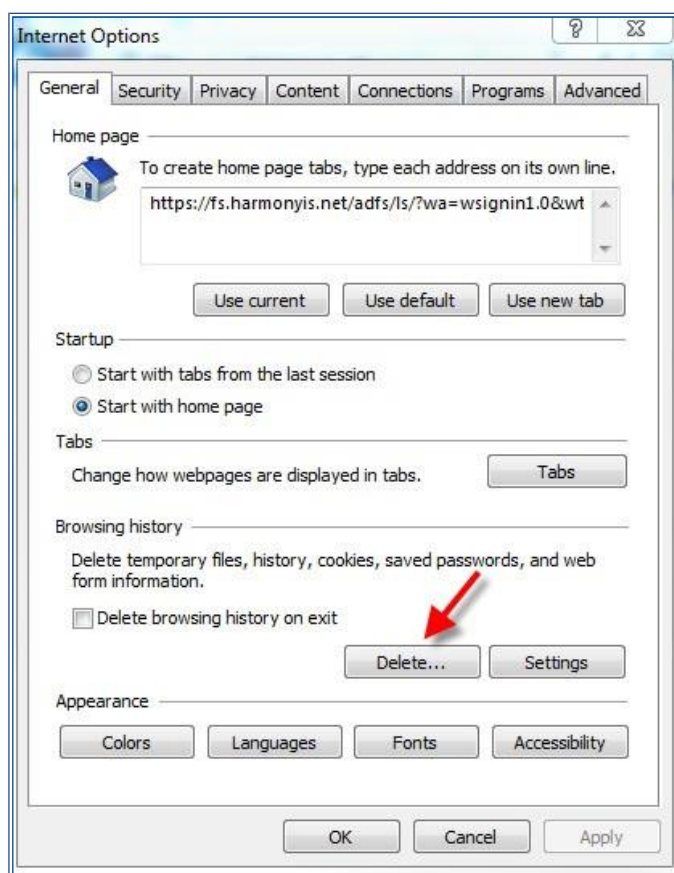 Internet Options
General Security Privacy Content Connections Programs Advanced
Home page
To create home page tabs, type each address on its own line.
https://fs.harmonyis.net/adfs/ls/?wa=wsignin1.0&wt
Use current Use default Use new tab
Startup
Start with tabs from the last session
Start with home page
Tabs
Change how webpages are displayed in tabs. Tabs
Browsing history
Delete temporary files, history, cookies, saved passwords, and web
form information.
Delete browsing history on exit
Delete... Settings
Appearance
Colors Languages Fonts Accessibility
OK Cancel Apply